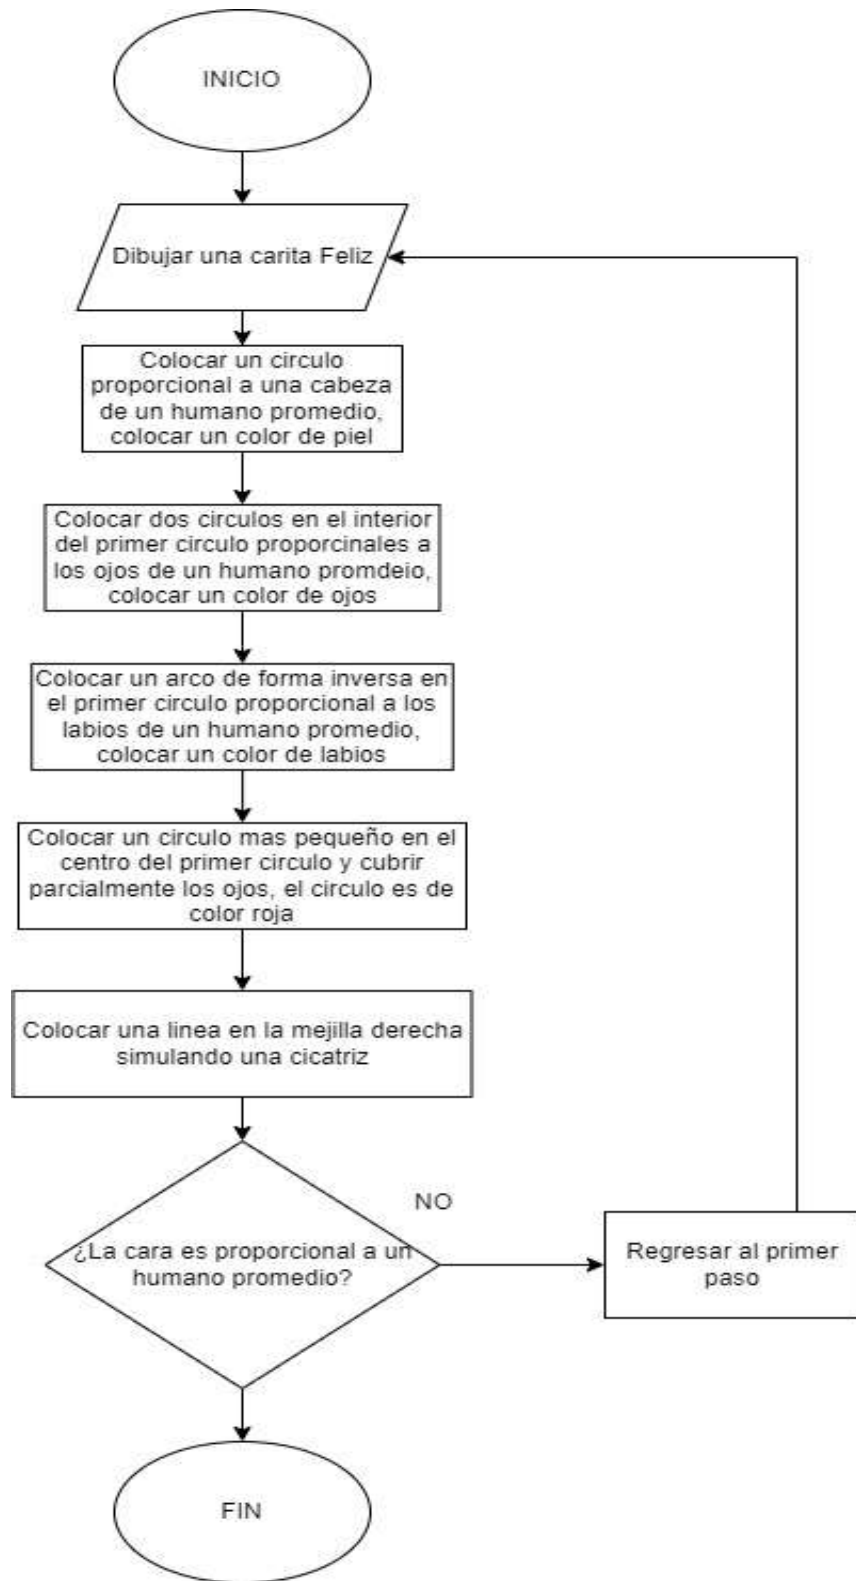 INICIO
Dibujar una carita Feliz
Colocar un circulo
proporcional a una cabeza
de un humano promedio,
colocar un color de piel
Colocar dos circulos en el interior
del primer circulo proporcinales a
los ojos de un humano promdeio,
colocar un color de ojos
Colocar un arco de forma inversa en
el primer circulo proporcional a los
labios de un humano promedio,
colocar un color de labios
Colocar un circulo mas pequeño en el
centro del primer circulo y cubrir
parcialmente los ojos, el circulo es de
color roja
Colocar una linea en la mejilla derecha
simulando una cicatriz
¿La cara es proporcional a un
humano promedio?
NO
Regresar al primer
paso
FIN